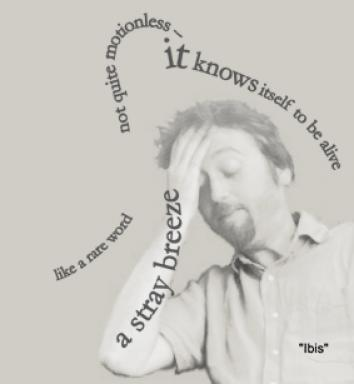 not quite motionless –
it knows itself to be alive
like a rare word
a stray breeze
"Ibis"